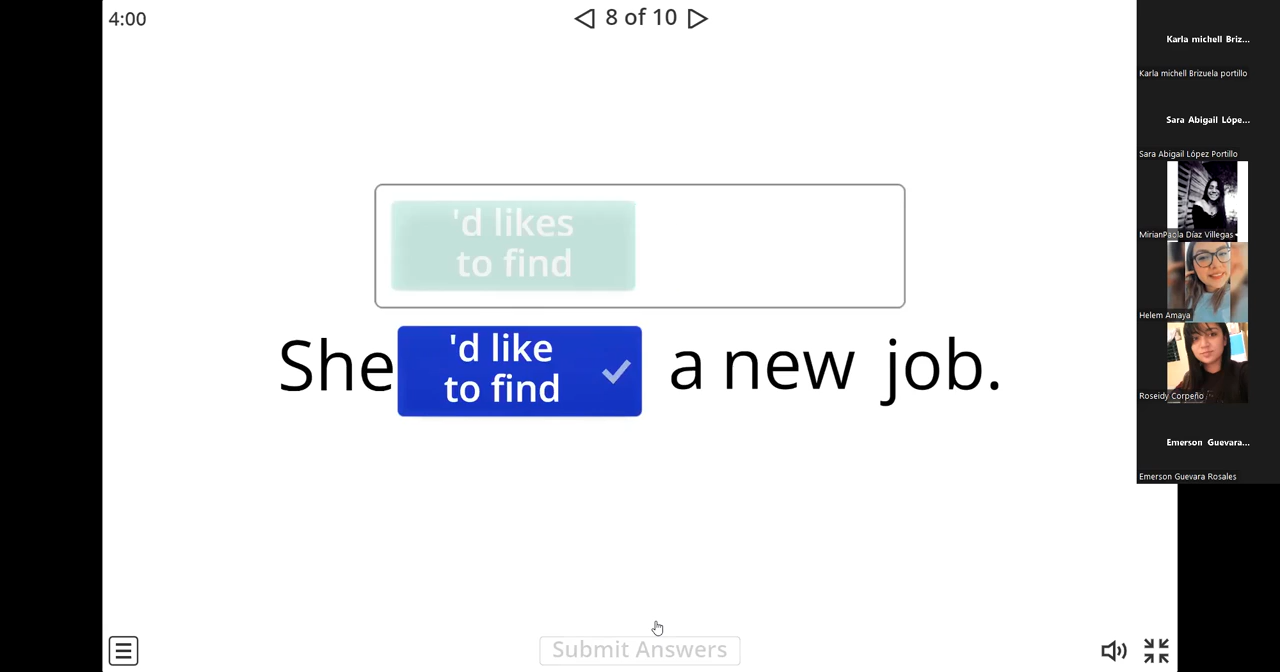 4:00
8 of 10
'd likes
to find
She 'd like to find a new job.
Submit Answers
Karla michell Briz...
Karla michell Brizuela portillo
Sara Abigail Lópe...
Sara Abigail López Portillo
MirianPaola Díaz Villegas
Helem Amaya
Roseidy Corpeño
Emerson Guevara...
Emerson Guevara Rosales